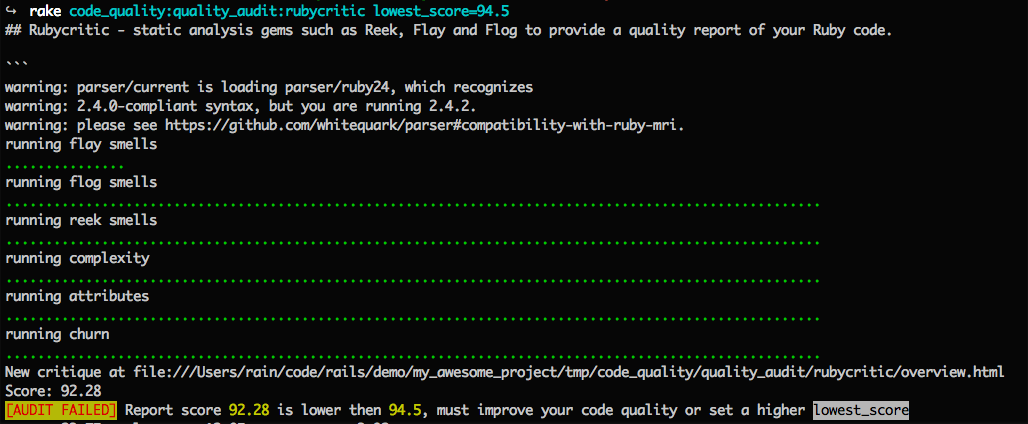 ↪ rake code_quality:quality_audit:rubycritic lowest_score=94.5
## Rubycritic - static analysis gems such as Reek, Flay and Flog to provide a quality report of your Ruby code.
```
warning: parser/current is loading parser/ruby24, which recognizes
warning: 2.4.0-compliant syntax, but you are running 2.4.2.
warning: please see https://github.com/whitequark/parser#compatibility-with-ruby-mri.
running flay smells
...............
running flog smells
......................................................................................................
running reek smells
......................................................................................................
running complexity
......................................................................................................
running attributes
......................................................................................................
running churn
......................................................................................................
New critique at file:///Users/rain/code/rails/demo/my_awesome_project/tmp/code_quality/quality_audit/rubycritic/overview.html
Score: 92.28
[AUDIT FAILED] Report score 92.28 is lower then 94.5, must improve your code quality or set a higher lowest_score